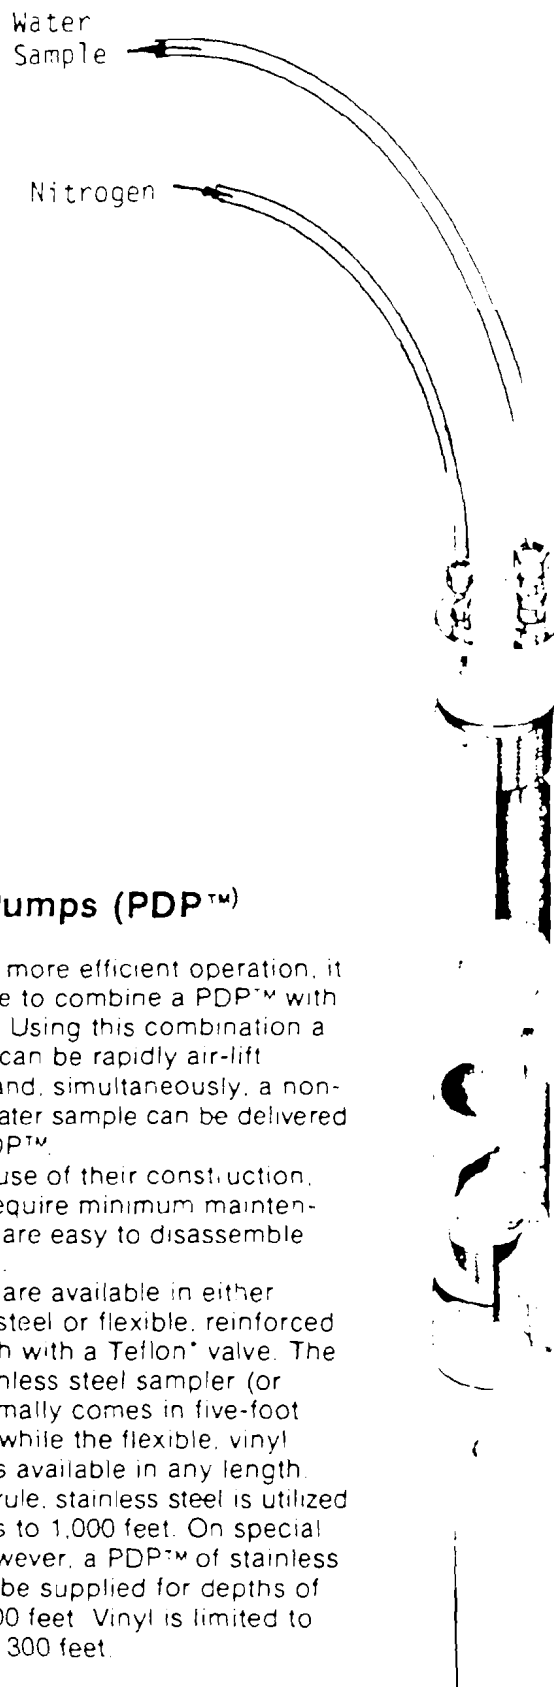 Water
Sample
Nitrogen
umps (PDP™)
more efficient operation, it
e to combine a PDP™ with
Using this combination a
can be rapidly air-lift
and, simultaneously, a non-
ater sample can be delivered
DP™.
use of their construction,
equire minimum mainten-
are easy to disassemble
are available in either
steel or flexible, reinforced
h with a Teflon* valve. The
nless steel sampler (or
mally comes in five-foot
while the flexible, vinyl
s available in any length.
rule, stainless steel is utilized
s to 1,000 feet. On special
wever, a PDP™ of stainless
be supplied for depths of
00 feet. Vinyl is limited to
300 feet.